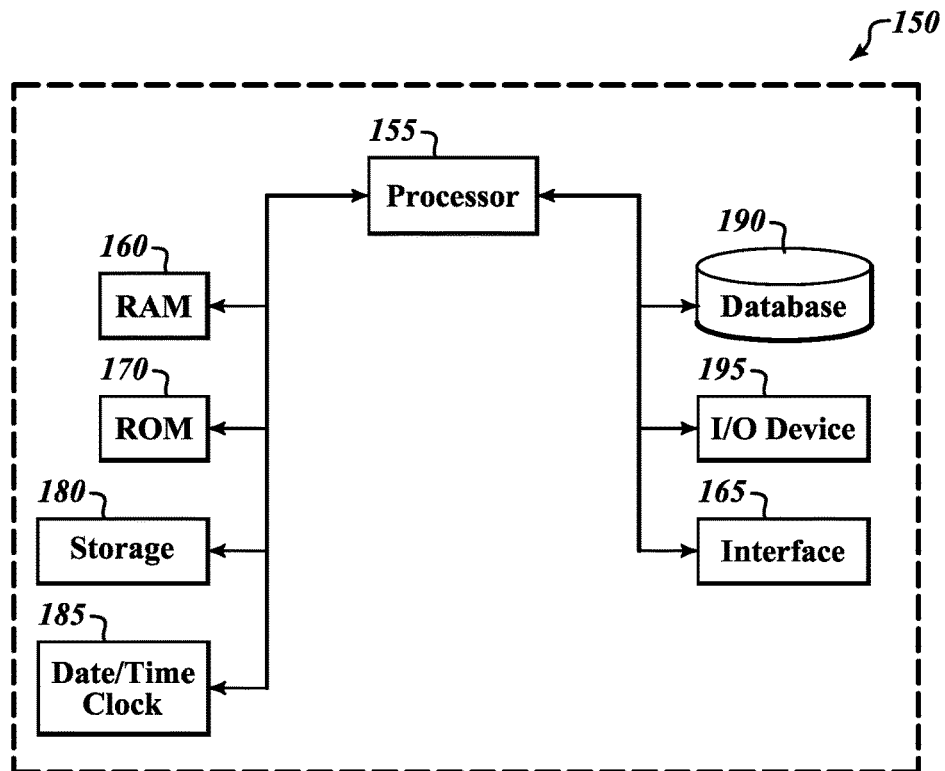 150
155
Processor
160
RAM
190
Database
170
ROM
195
I/O Device
180
Storage
165
Interface
185
Date/Time
Clock